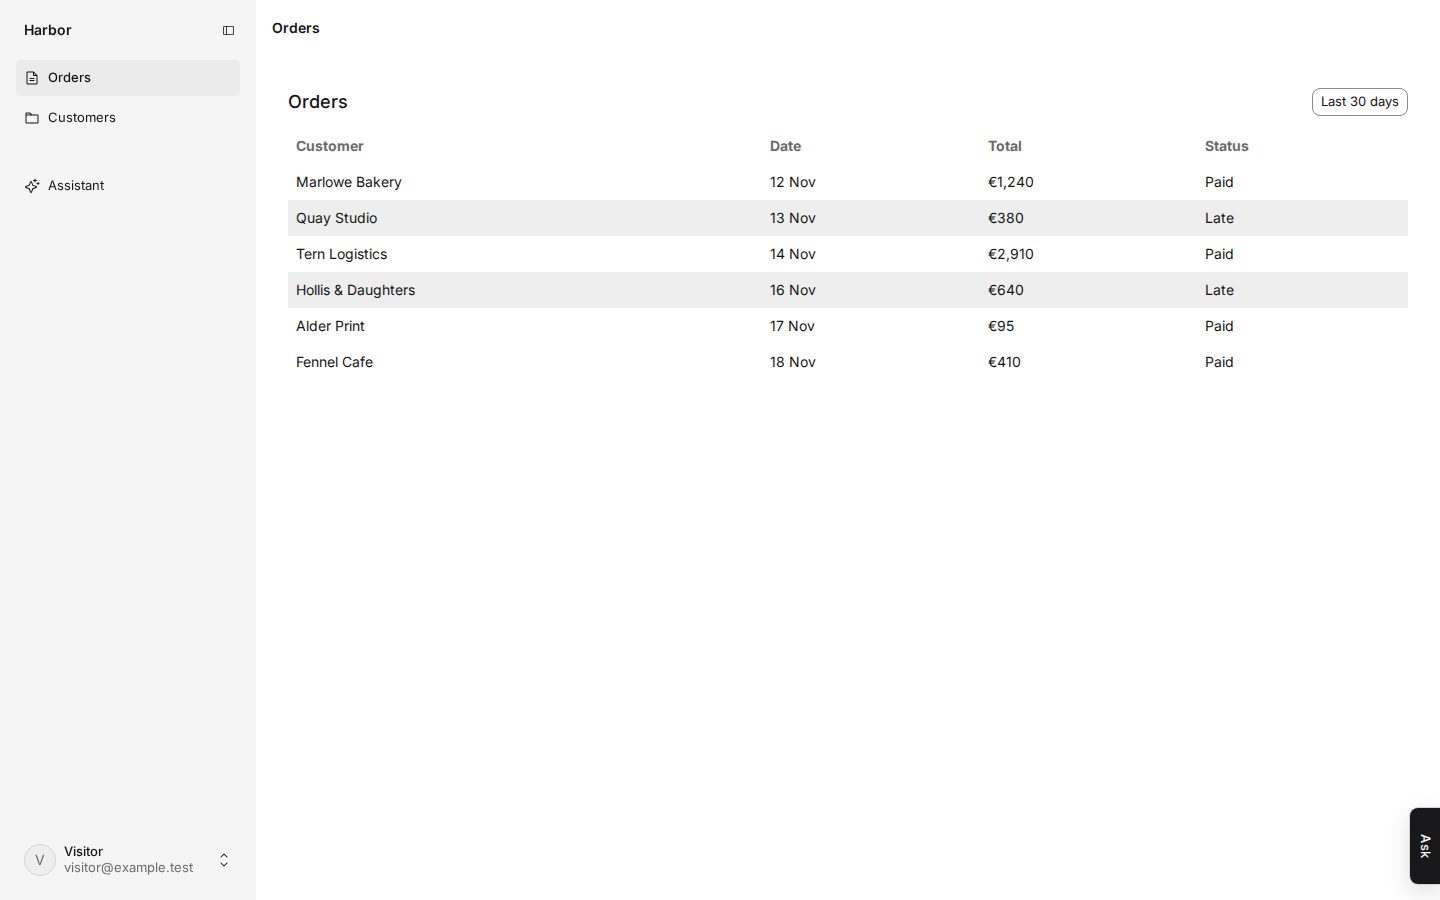 Harbor
Orders
Customers
Assistant
V
Visitor
visitor@example.test
Orders
Orders
Last 30 days
Customer Date Total Status
Marlowe Bakery 12 Nov €1,240 Paid
Quay Studio 13 Nov €380 Late
Tern Logistics 14 Nov €2,910 Paid
Hollis & Daughters 16 Nov €640 Late
Alder Print 17 Nov €95 Paid
Fennel Cafe 18 Nov €410 Paid
Ask